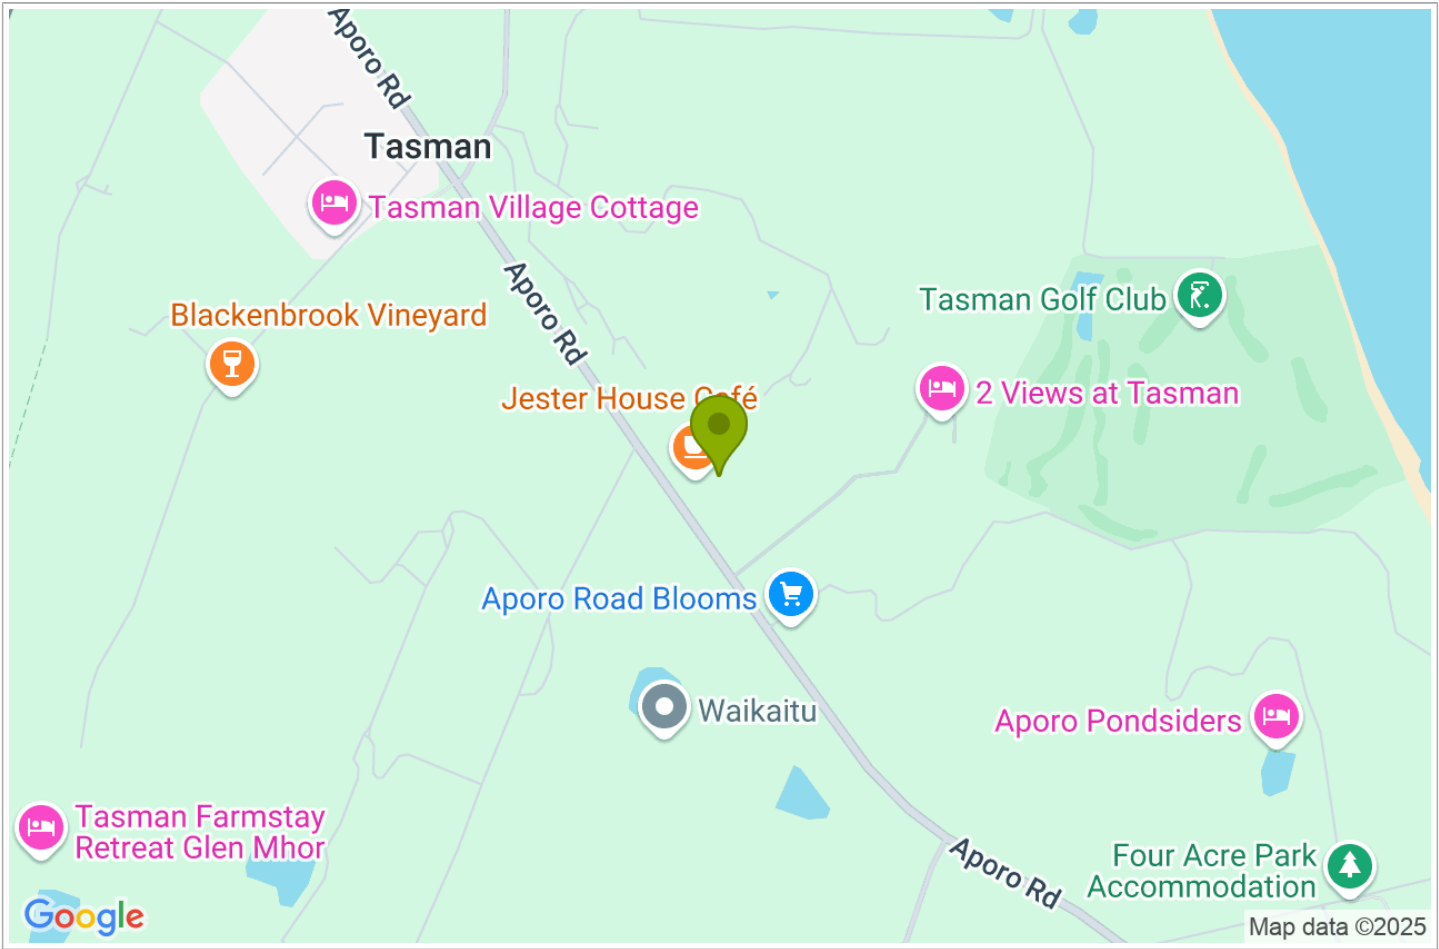 Aporo Rd
Tasman
Tasman Village Cottage
Aporo Rd
Tasman Golf Club
Blackenbrook Vineyard
2 Views at Tasman
Jester House Café
Aporo Road Blooms
Waikaitu
Aporo Pondsiders
Tasman Farmstay
Retreat Glen Mhor
Aporo Rd
Four Acre Park
Accommodation
Google
Map data ©2025